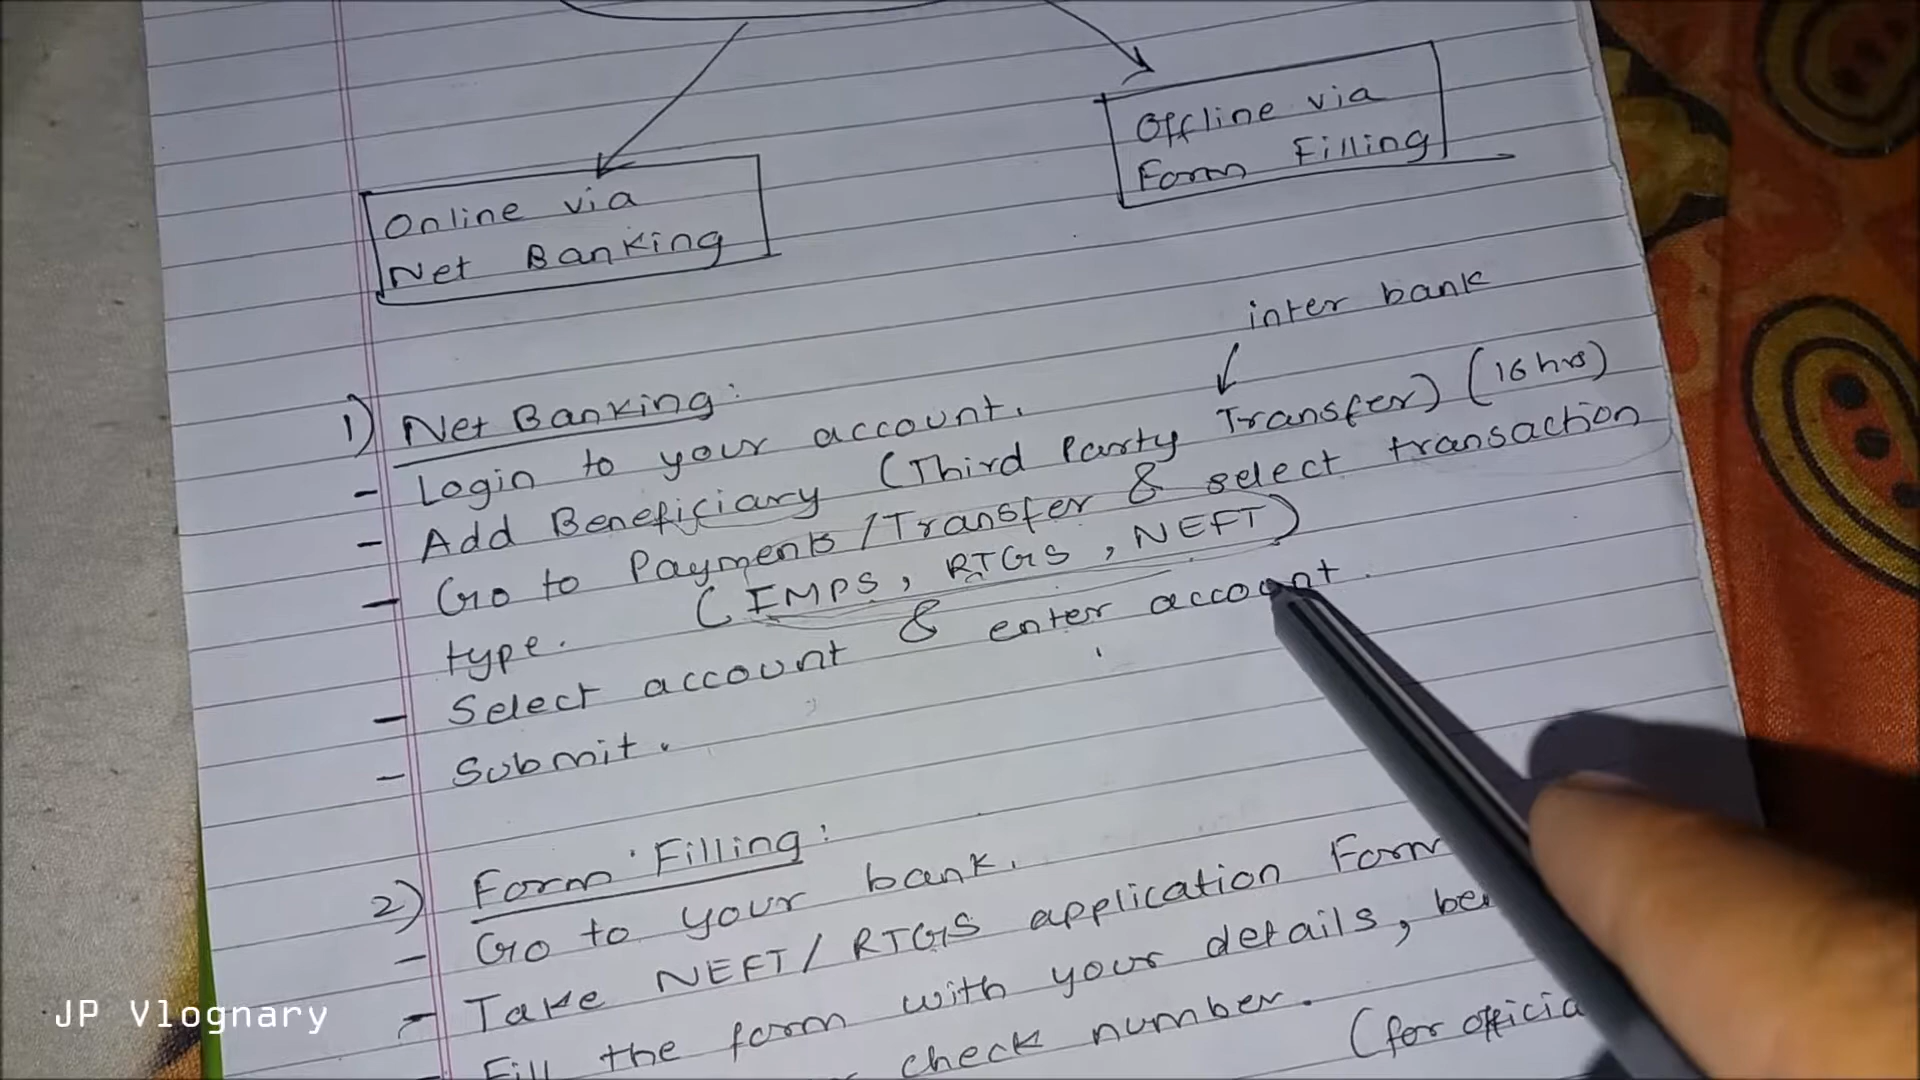 Offline via
Form Filling
Online via
Net Banking
inter bank
1) Net Banking:
- Login to your account.
- Add Beneficiary (Third Party Transfer) (16 hrs)
- Go to Payments/Transfer & select transaction
type. (IMPS, RTGS, NEFT)
- Select account & enter account.
- Submit.
2) Form Filling:
- Go to your bank.
- Take NEFT/RTGS application Form
- Fill the form with your details,
check number. (for
JP Vlognary